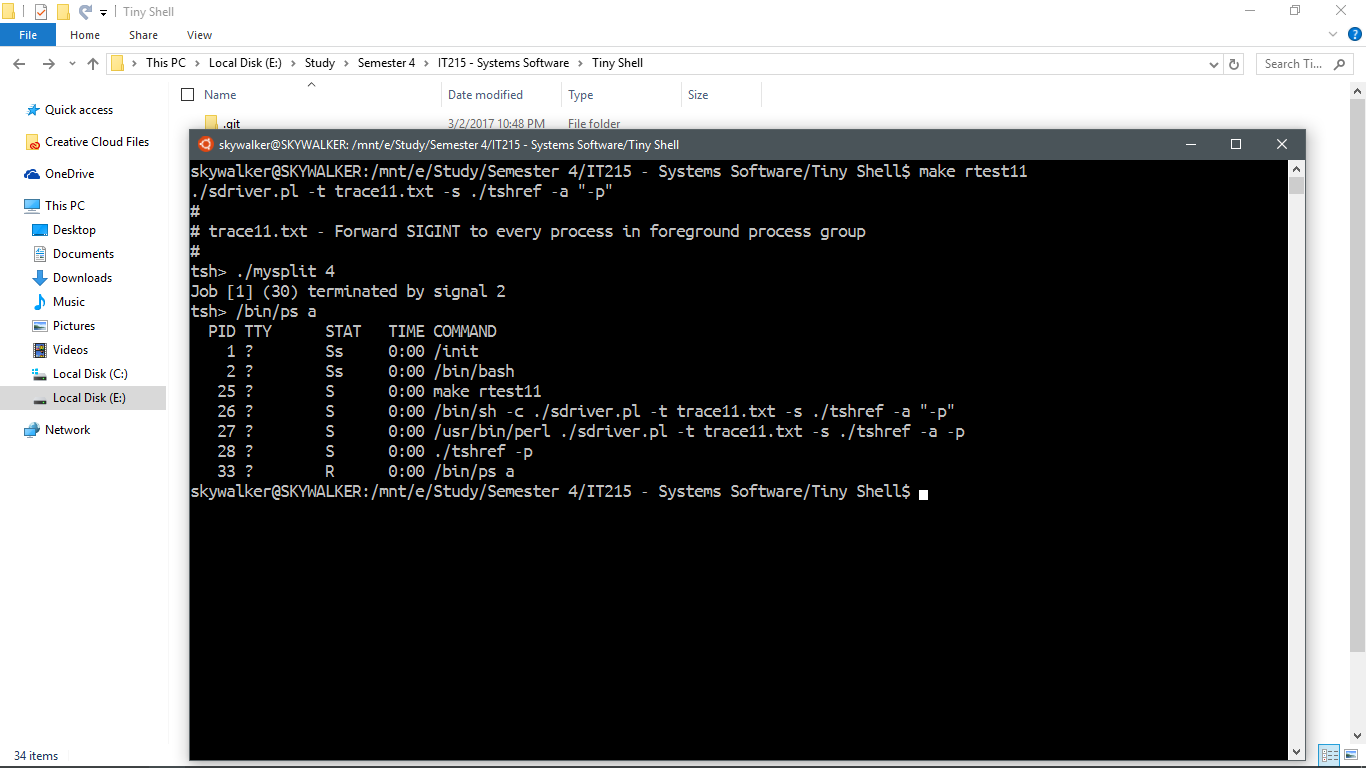 Tiny Shell
File Home Share View
This PC Local Disk (E:) Study Semester 4 IT215 - Systems Software Tiny Shell Search Ti...
Name Date modified Type Size
.git 3/2/2017 10:48 PM File folder
Quick access
Creative Cloud Files
OneDrive
This PC
Desktop
Documents
Downloads
Music
Pictures
Videos
Local Disk (C:)
Local Disk (E:)
Network
34 items
skywalker@SKYWALKER: /mnt/e/Study/Semester 4/IT215 - Systems Software/Tiny Shell
skywalker@SKYWALKER:/mnt/e/Study/Semester 4/IT215 - Systems Software/Tiny Shell$ make rtest11
./sdriver.pl -t trace11.txt -s ./tshref -a "-p"
#
# trace11.txt - Forward SIGINT to every process in foreground process group
#
tsh> ./mysplit 4
Job [1] (30) terminated by signal 2
tsh> /bin/ps a
PID TTY STAT TIME COMMAND
1 ? Ss 0:00 /init
2 ? Ss 0:00 /bin/bash
25 ? S 0:00 make rtest11
26 ? S 0:00 /bin/sh -c ./sdriver.pl -t trace11.txt -s ./tshref -a "-p"
27 ? S 0:00 /usr/bin/perl ./sdriver.pl -t trace11.txt -s ./tshref -a -p
28 ? S 0:00 ./tshref -p
33 ? R 0:00 /bin/ps a
skywalker@SKYWALKER:/mnt/e/Study/Semester 4/IT215 - Systems Software/Tiny Shell$